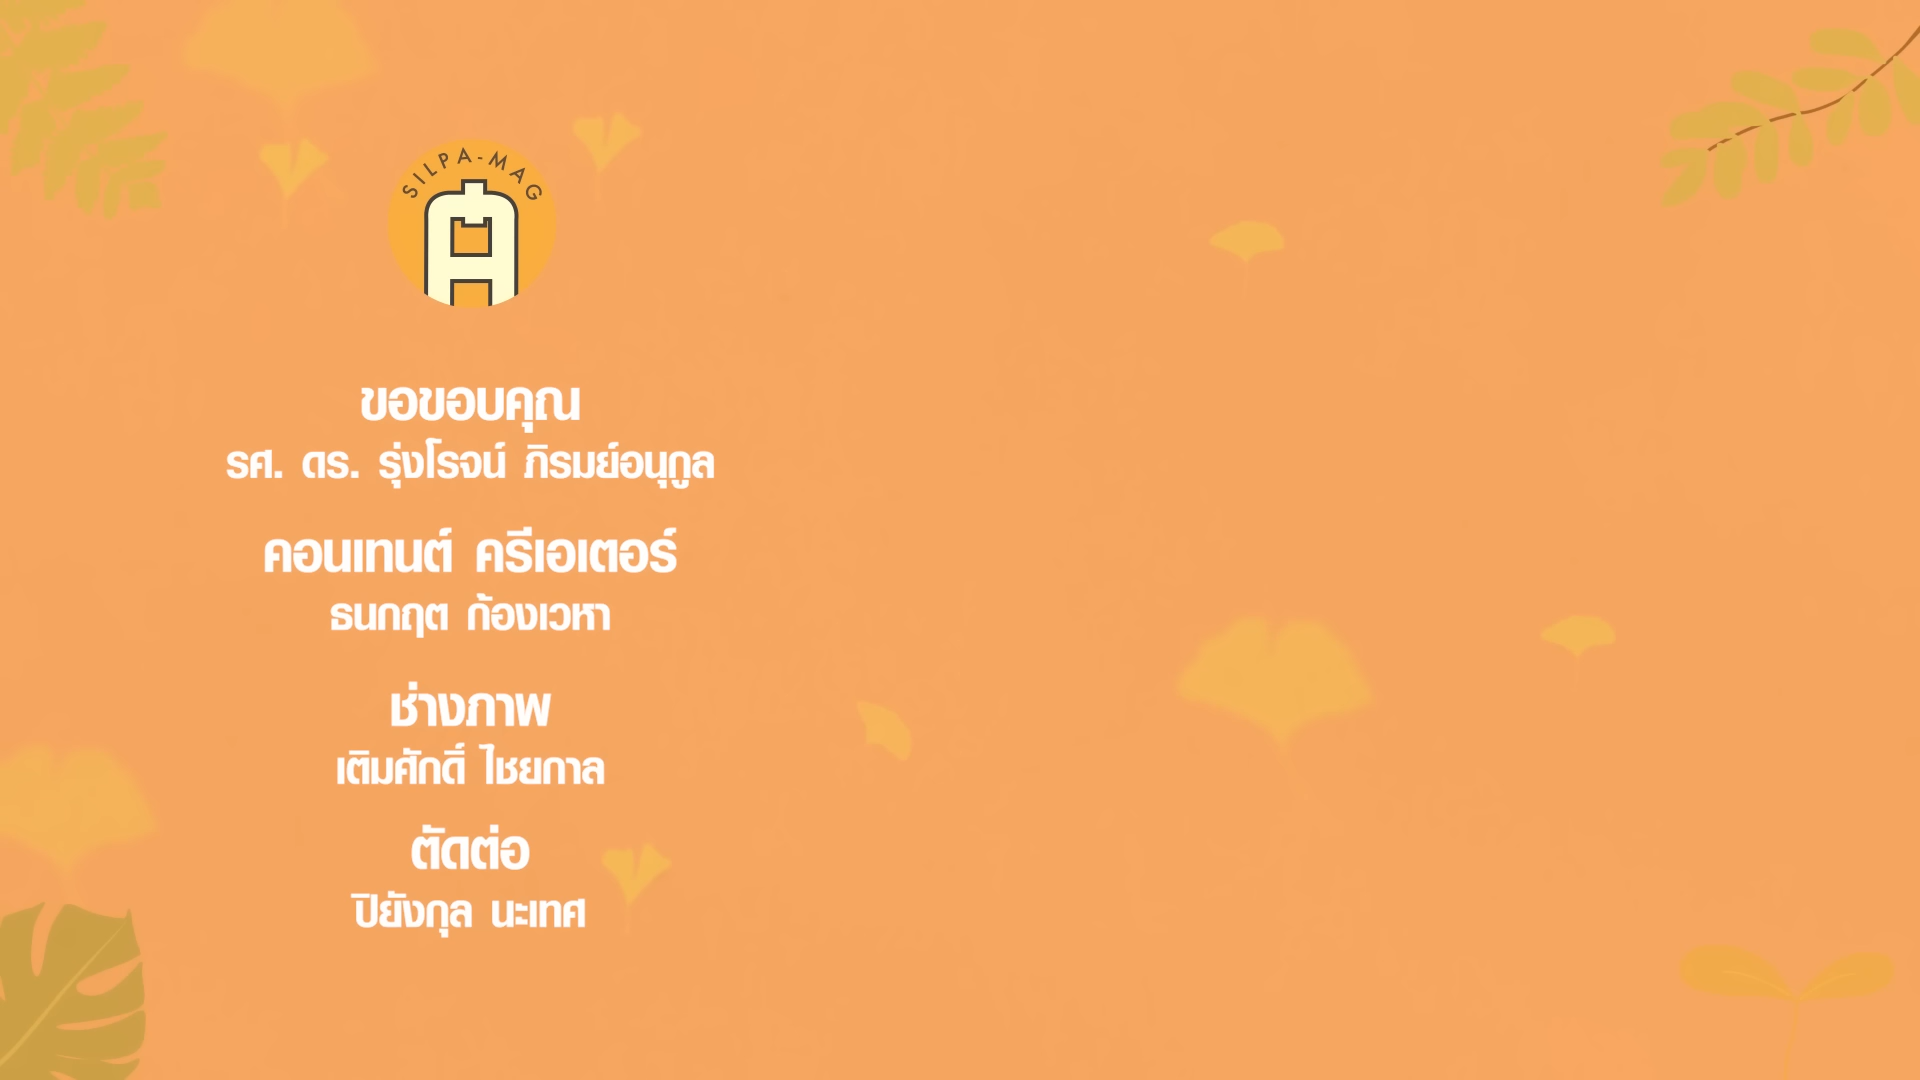 SILPA-MAG
ขอขอบคุณ
รศ. ดร. รุ่งโรจน์ ภิรมย์อนุกูล
คอนเทนต์ ครีเอเตอร์
ธนกฤต ก้องเวหา
ช่างภาพ
เติมศักดิ์ ไชยกาล
ตัดต่อ
ปิยังกุล นะเทศ